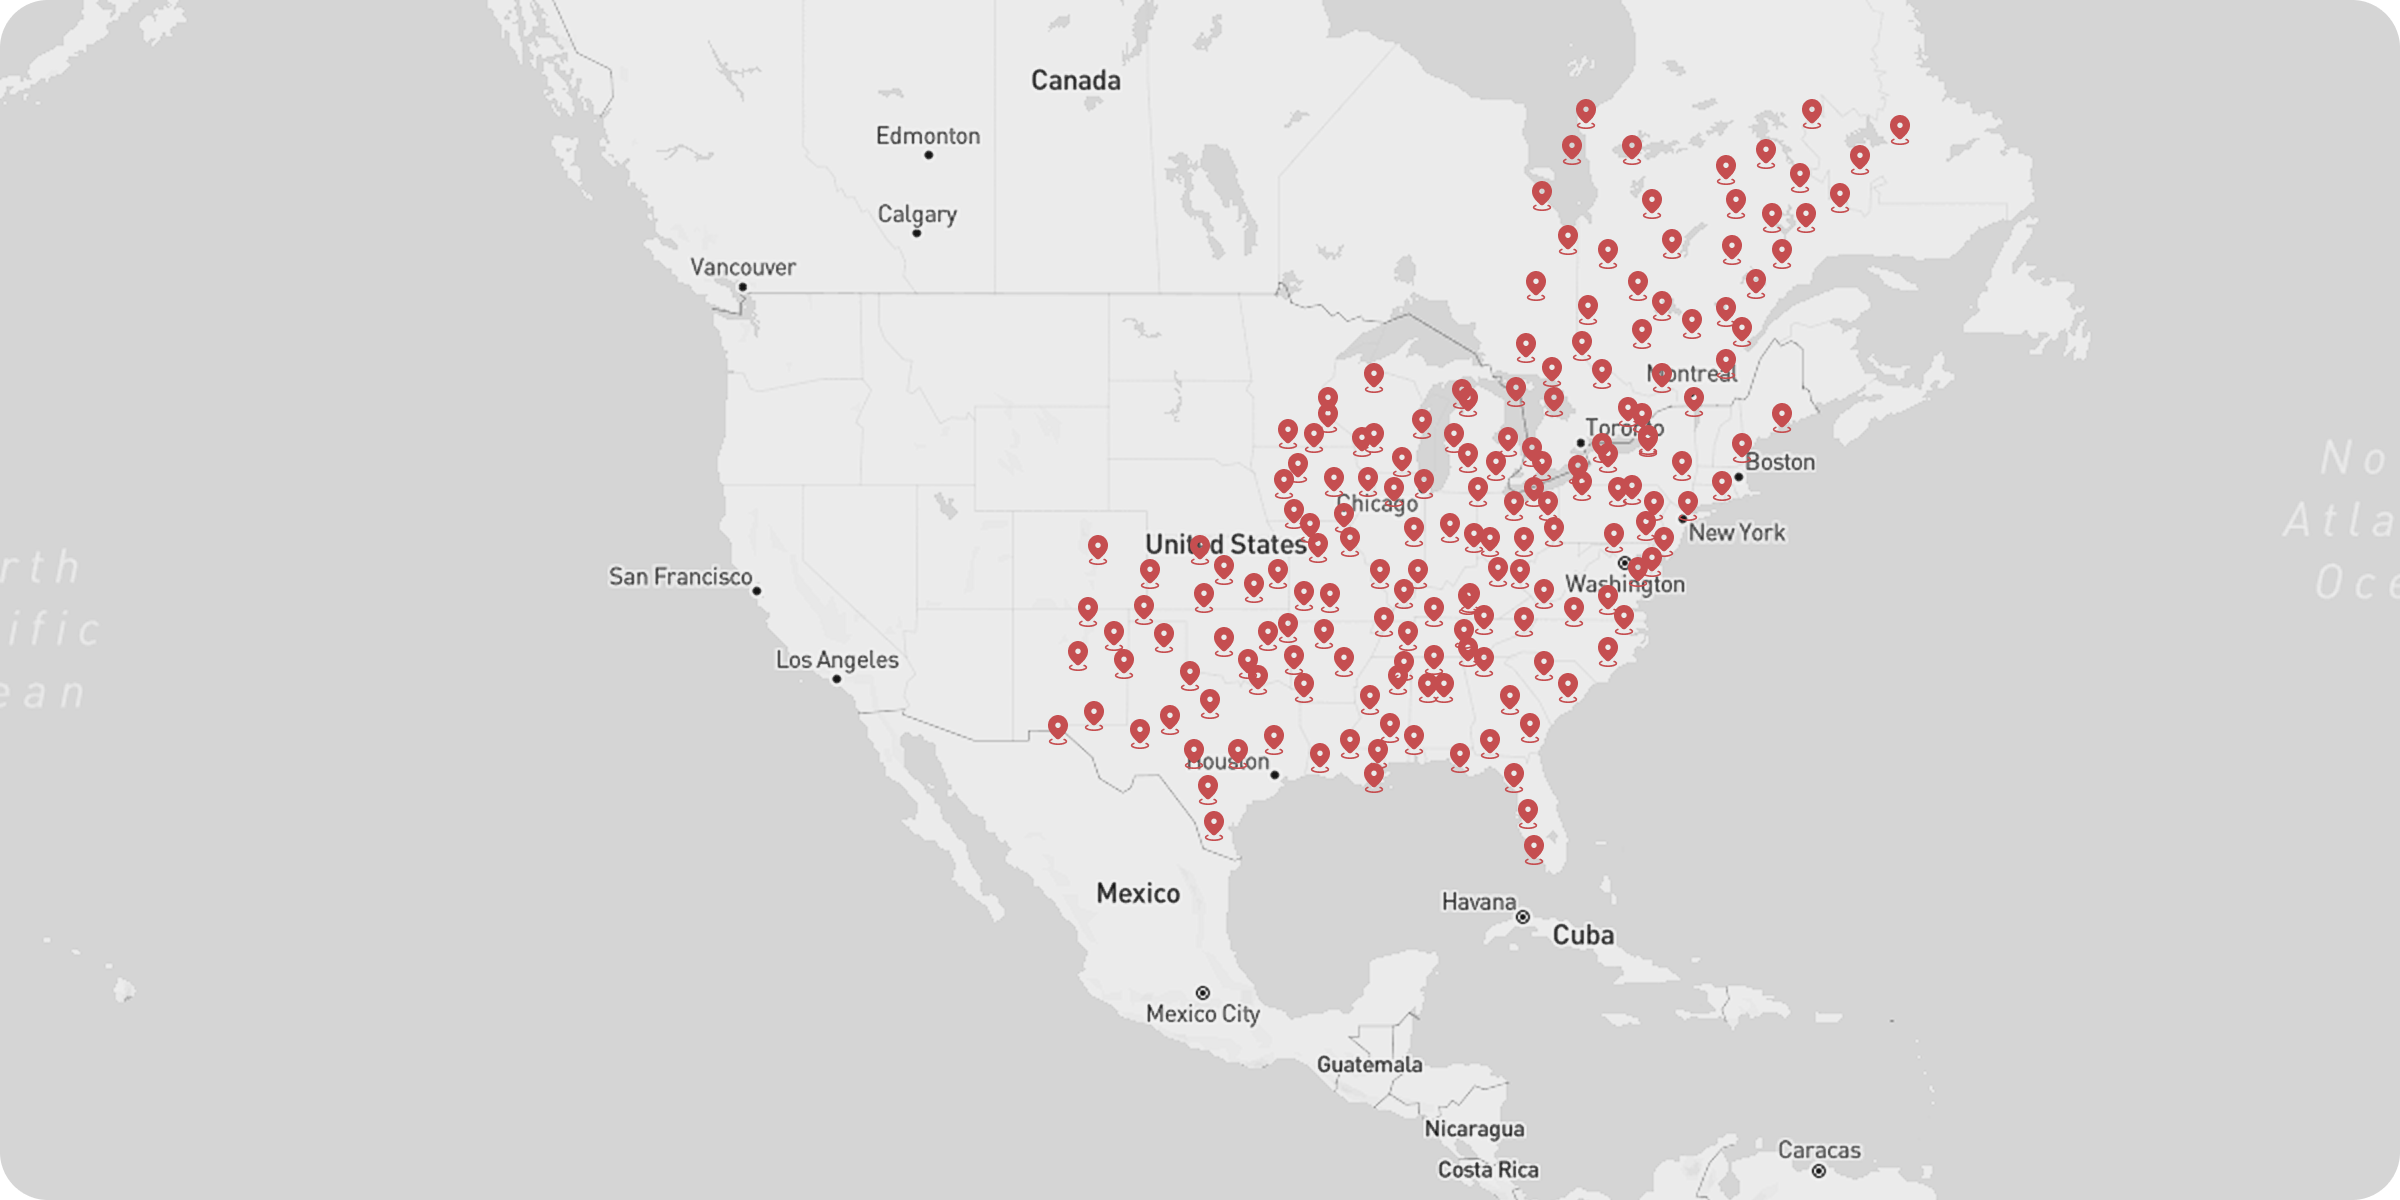 Canada
Edmonton
Calgary
Vancouver
Montreal
Toronto
Boston
No
Atla
Oce
Chicago
New York
United States
rth
ific
ean
San Francisco
Washington
Los Angeles
Houston
Mexico
Havana
Cuba
Mexico City
Guatemala
Nicaragua
Caracas
Costa Rica